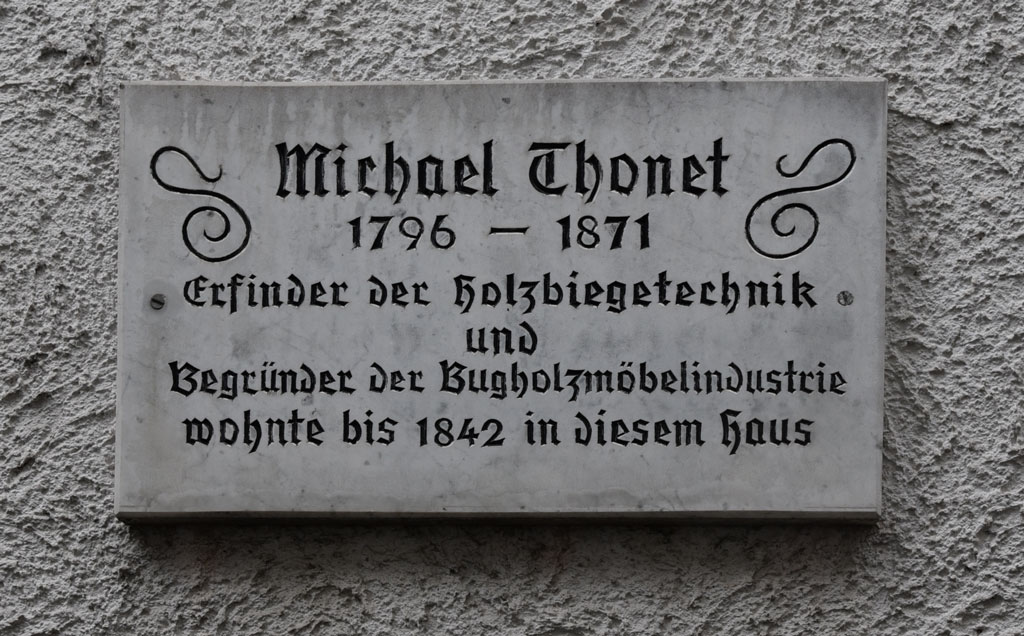 Michael Thonet
1796 – 1871
Erfinder der Holzbiegetechnik
und
Begründer der Bugholzmöbelindustrie
wohnte bis 1842 in diesem Haus